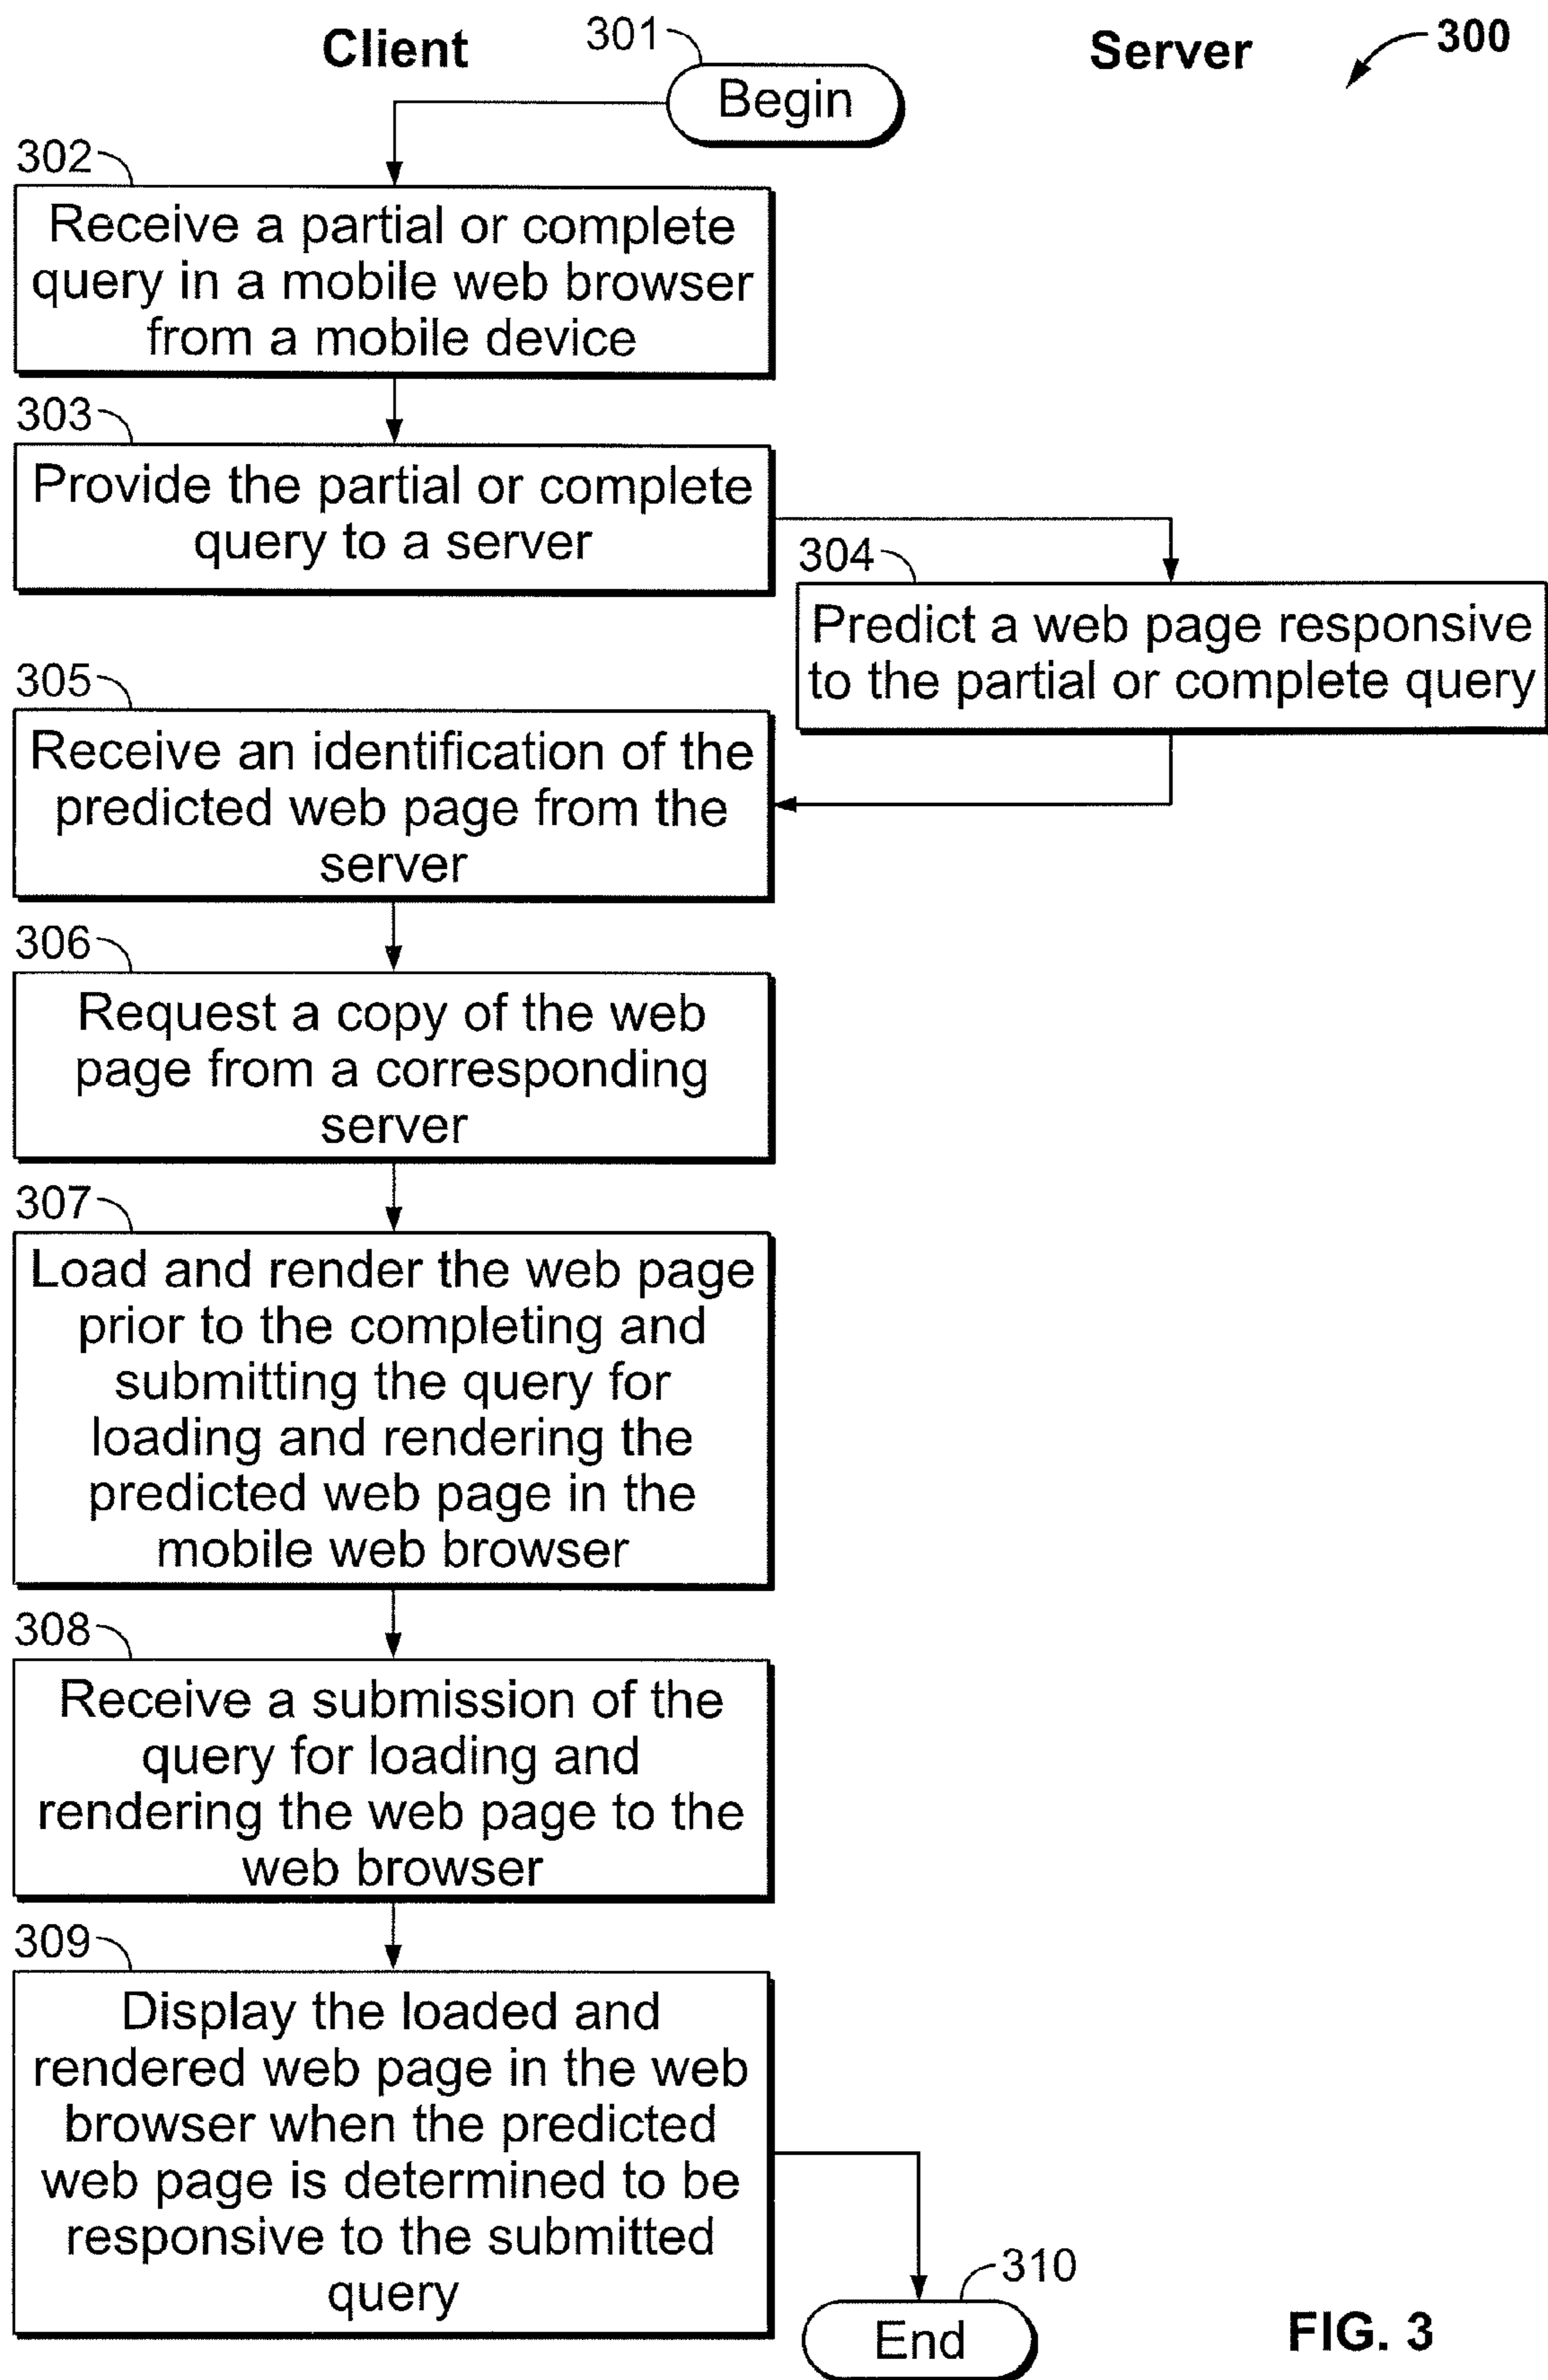 Client
301
Server
300
Begin
302
Receive a partial or complete
query in a mobile web browser
from a mobile device
303
Provide the partial or complete
query to a server
304
Predict a web page responsive
to the partial or complete query
305
Receive an identification of the
predicted web page from the
server
306
Request a copy of the web
page from a corresponding
server
307
Load and render the web page
prior to the completing and
submitting the query for
loading and rendering the
predicted web page in the
mobile web browser
308
Receive a submission of the
query for loading and
rendering the web page to the
web browser
309
Display the loaded and
rendered web page in the web
browser when the predicted
web page is determined to be
responsive to the submitted
query
310
End
FIG. 3